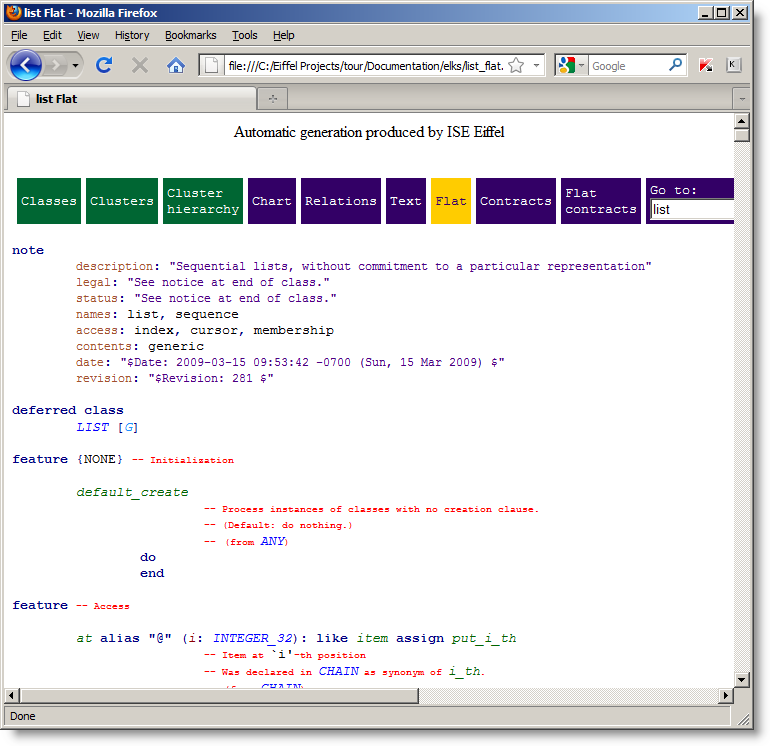 list Flat - Mozilla Firefox
File Edit View History Bookmarks Tools Help
file:///C:/Eiffel Projects/tour/Documentation/elks/list_flat. Google K
list Flat
Automatic generation produced by ISE Eiffel
Classes Clusters Cluster hierarchy Chart Relations Text Flat Contracts Flat contracts Go to: list
note
description: "Sequential lists, without commitment to a particular representation"
legal: "See notice at end of class."
status: "See notice at end of class."
names: list, sequence
access: index, cursor, membership
contents: generic
date: "$Date: 2009-03-15 09:53:42 -0700 (Sun, 15 Mar 2009) $"
revision: "$Revision: 281 $"
deferred class
LIST [G]
feature {NONE} -- Initialization
default_create
-- Process instances of classes with no creation clause.
-- (Default: do nothing.)
-- (from ANY)
do
end
feature -- Access
at alias "@" (i: INTEGER_32): like item assign put_i_th
-- Item at `i'-th position
-- Was declared in CHAIN as synonym of i_th.
CHAIN)
Done